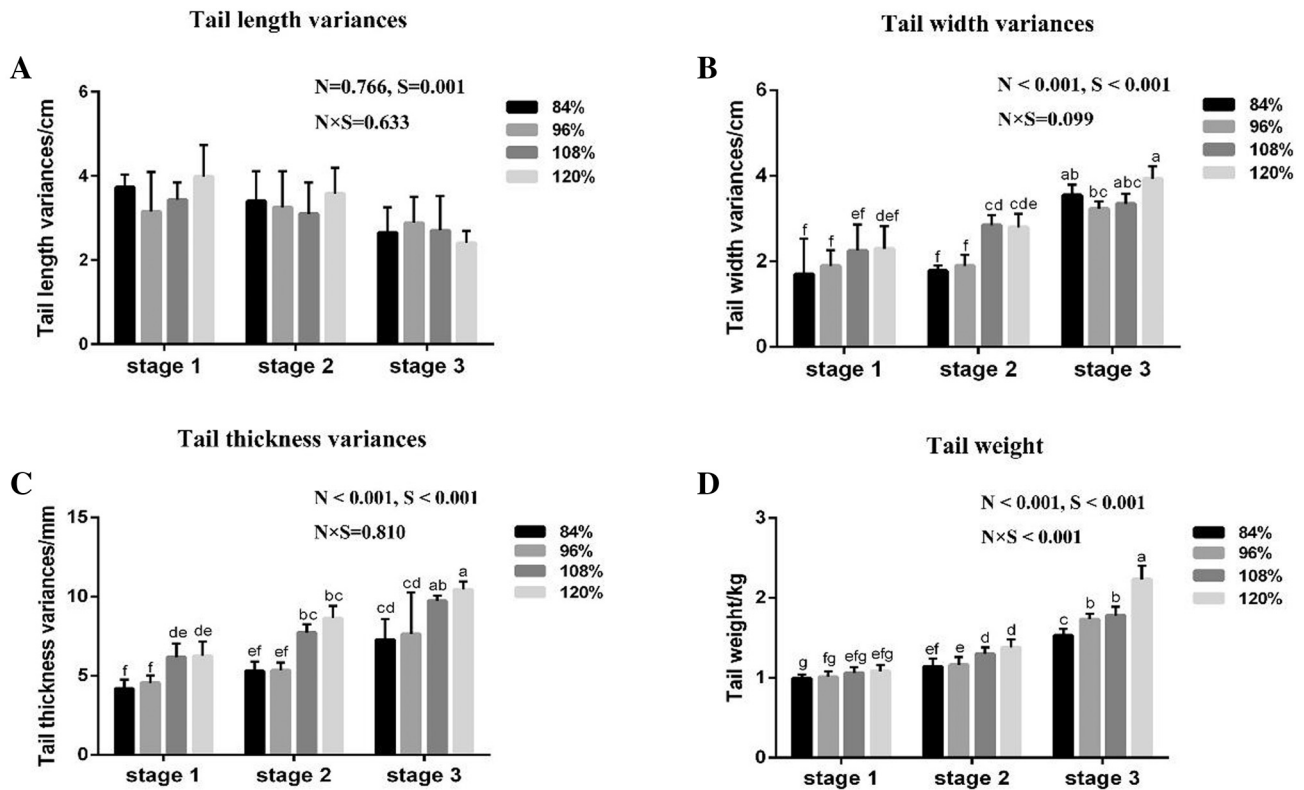 Tail length variances
A
N=0.766, S=0.001
N×S=0.633
84%
96%
108%
120%
Tail length variances/cm
6
4
2
0
stage 1
stage 2
stage 3
Tail width variances
B
N < 0.001, S < 0.001
N×S=0.099
84%
96%
108%
120%
Tail width variances/cm
6
4
2
0
f f ef def
f f cd cde
ab bc abc a
stage 1
stage 2
stage 3
Tail thickness variances
C
N < 0.001, S < 0.001
N×S=0.810
84%
96%
108%
120%
Tail thickness variances/mm
15
10
5
0
f f de de
ef ef bc bc
cd cd ab a
stage 1
stage 2
stage 3
Tail weight
D
N < 0.001, S < 0.001
N×S < 0.001
84%
96%
108%
120%
Tail weight/kg
3
2
1
0
g fg efg efg
ef e d d
c b b a
stage 1
stage 2
stage 3